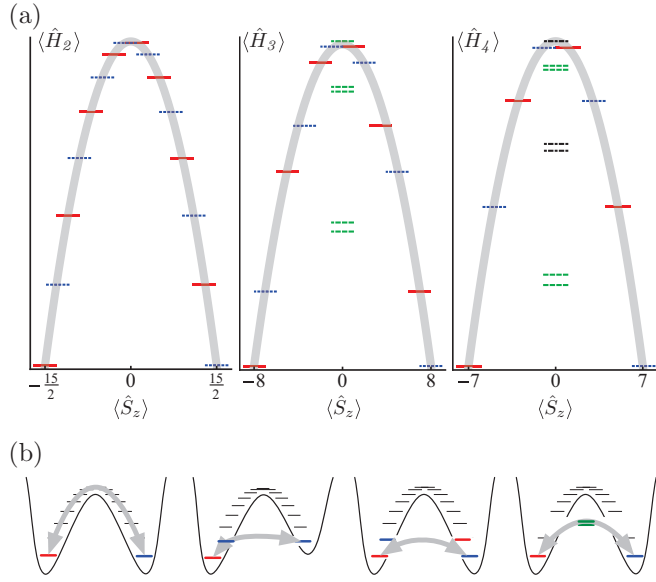 (a)
⟨Ĥ₂⟩
⟨Ĥ₃⟩
⟨Ĥ₄⟩
−15/2 0 15/2
−8 0 8
−7 0 7
⟨Ŝz⟩
⟨Ŝz⟩
⟨Ŝz⟩
(b)